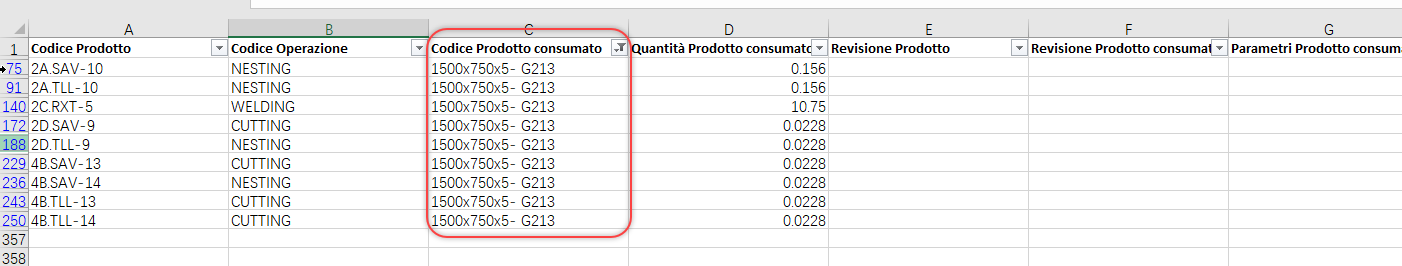 A B C D E F G
1 Codice Prodotto Codice Operazione Codice Prodotto consumato Quantità Prodotto consumato Revisione Prodotto Revisione Prodotto consumat Parametri Prodotto consuma
75 2A.SAV-10 NESTING 1500x750x5- G213 0.156
91 2A.TLL-10 NESTING 1500x750x5- G213 0.156
140 2C.RXT-5 WELDING 1500x750x5- G213 10.75
172 2D.SAV-9 CUTTING 1500x750x5- G213 0.0228
188 2D.TLL-9 NESTING 1500x750x5- G213 0.0228
229 4B.SAV-13 CUTTING 1500x750x5- G213 0.0228
236 4B.SAV-14 NESTING 1500x750x5- G213 0.0228
243 4B.TLL-13 CUTTING 1500x750x5- G213 0.0228
250 4B.TLL-14 CUTTING 1500x750x5- G213 0.0228
357
358